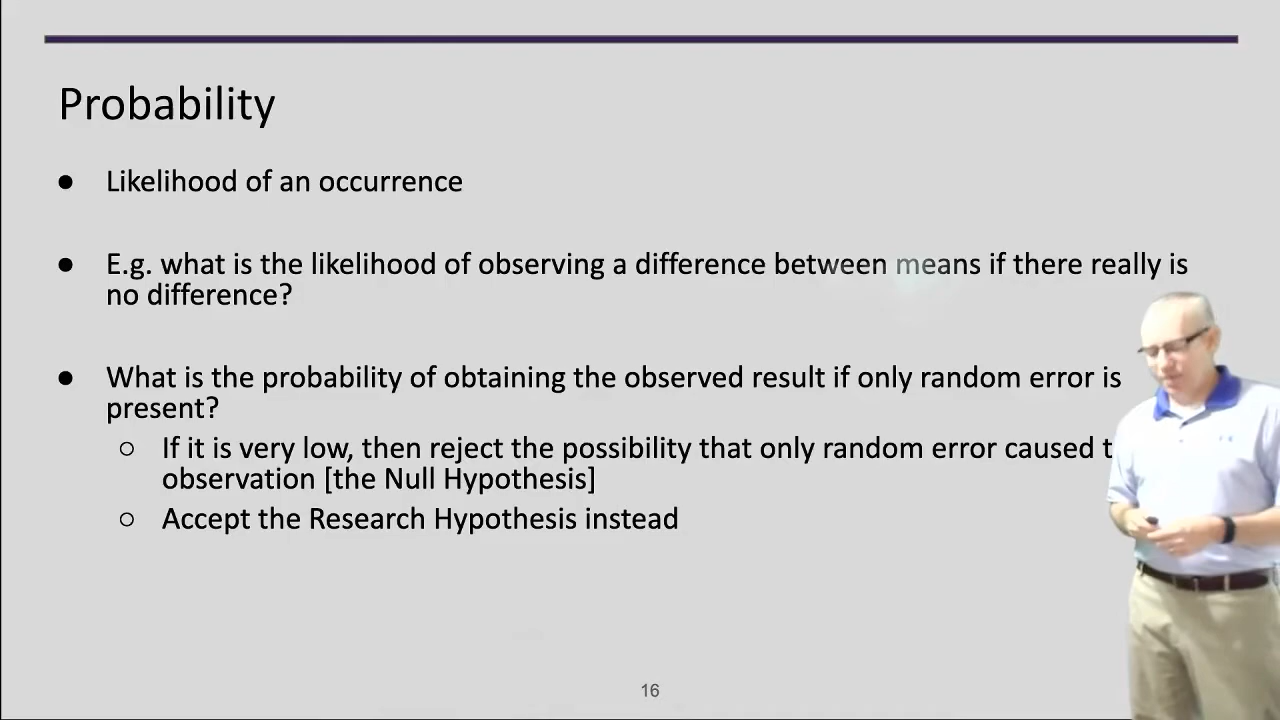 Probability
● Likelihood of an occurrence
● E.g. what is the likelihood of observing a difference between means if there really is
no difference?
● What is the probability of obtaining the observed result if only random error is
present?
○ If it is very low, then reject the possibility that only random error caused t
observation [the Null Hypothesis]
○ Accept the Research Hypothesis instead
16